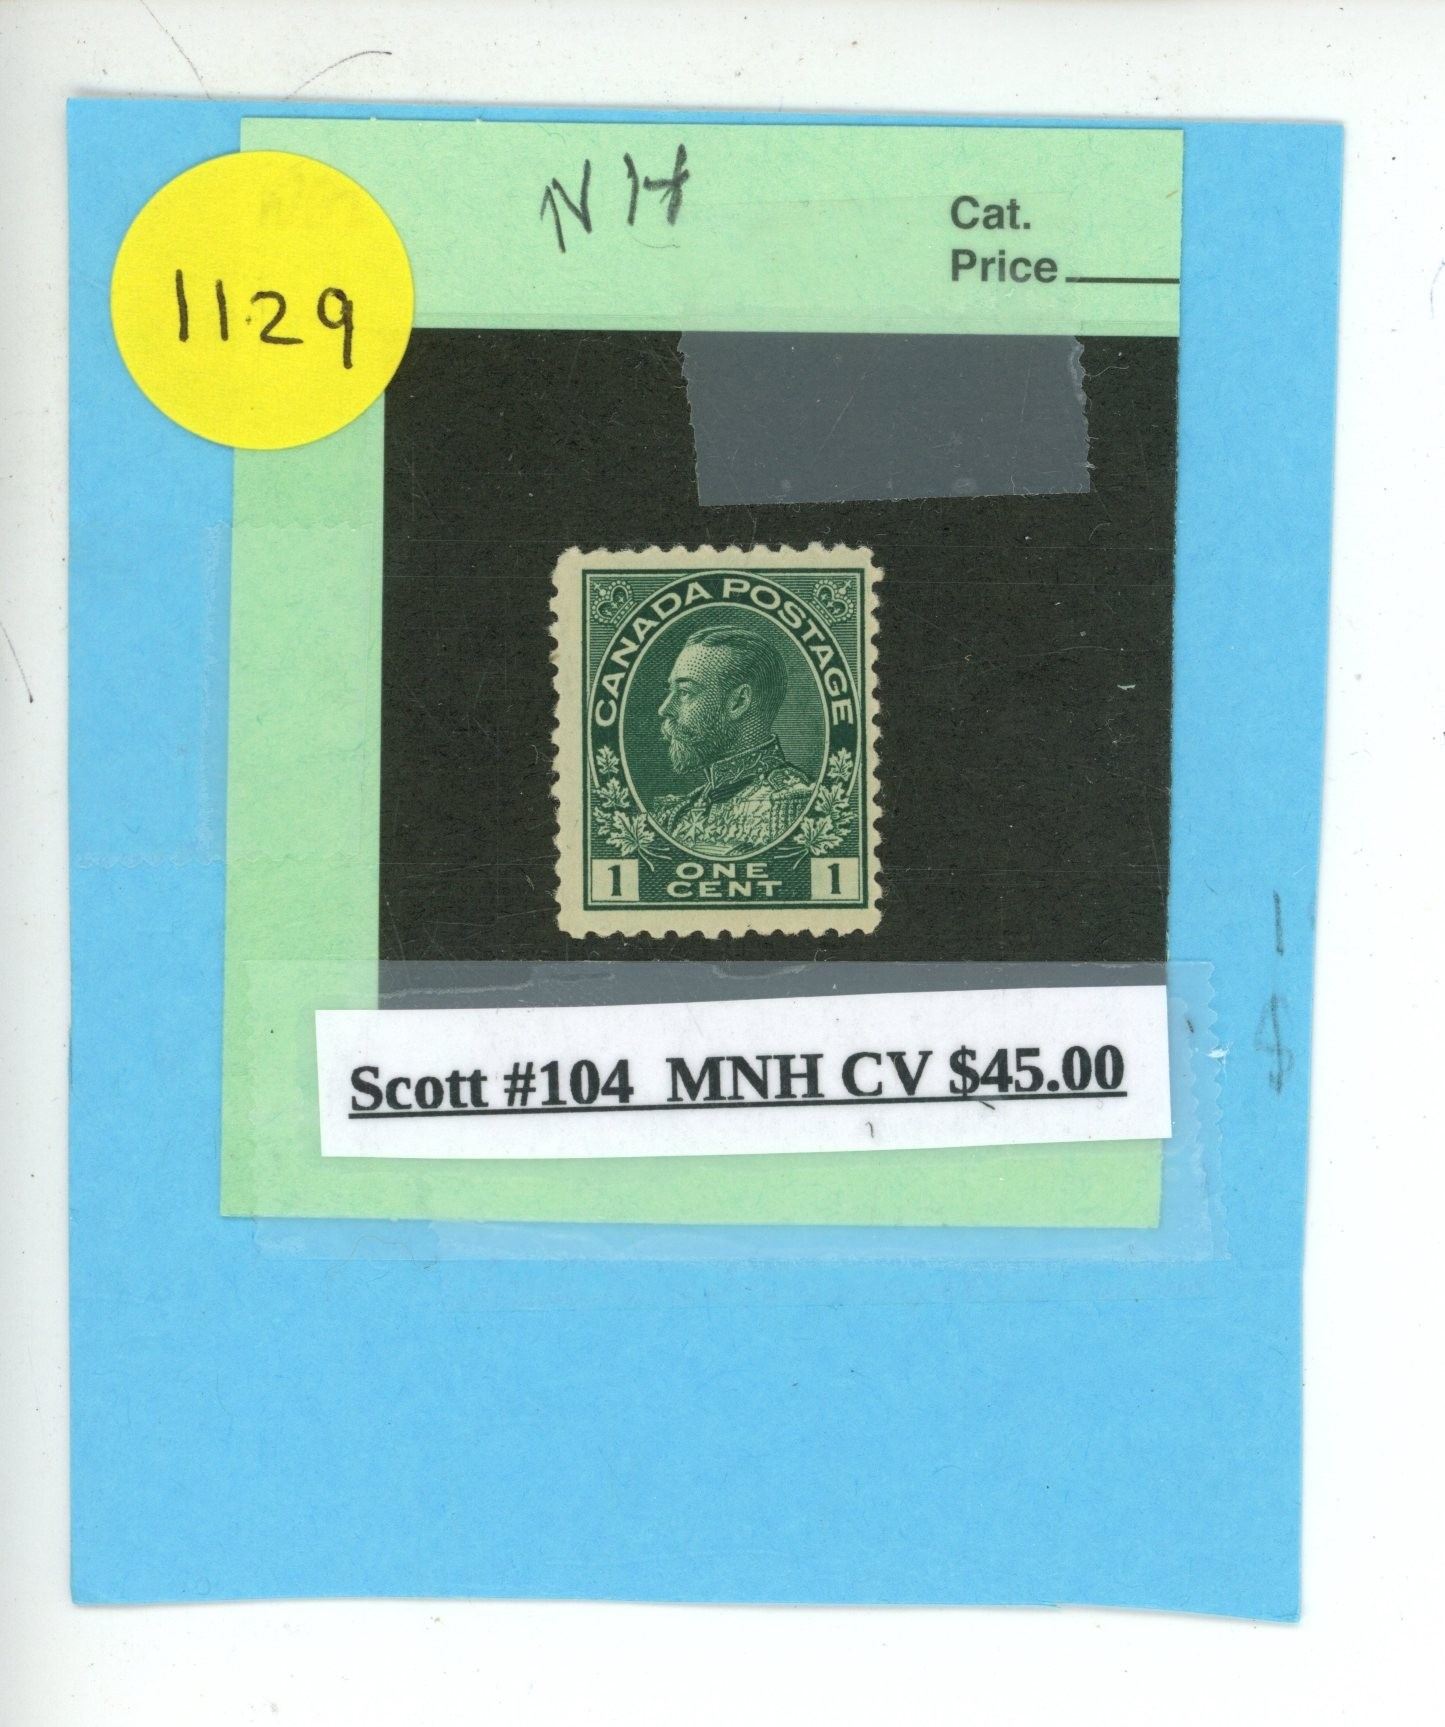 NH
Cat.
Price
1129
CANADA POSTAGE
1 ONE CENT 1
Scott #104 MNH CV $45.00